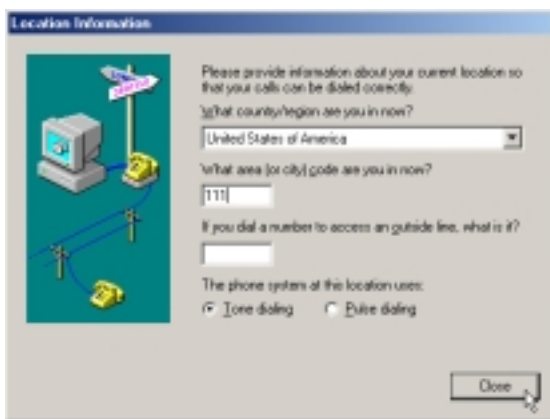 Location Information
Please provide information about your current location so
that your calls can be dialed correctly.
What country/region are you in now?
United States of America
What area (or city) code are you in now?
111
If you dial a number to access an outside line, what is it?
The phone system at this location uses:
Tone dialing Pulse dialing
Close